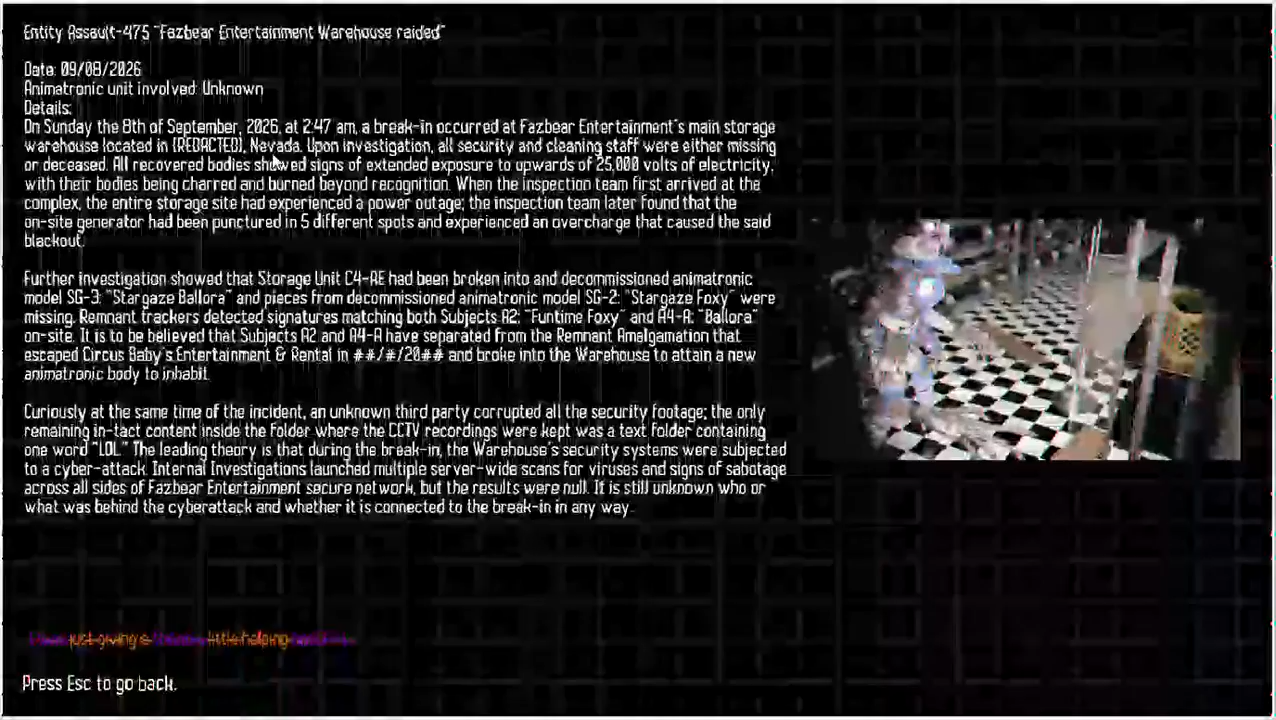 Entity Assault-475 "Fazbear Entertainment Warehouse raided"
Date: 09/08/2026
Animatronic unit involved: Unknown
Details:
On Sunday the 8th of September, 2026, at 2:47 am, a break-in occurred at Fazbear Entertainment's main storage
warehouse located in [REDACTED], Nevada. Upon investigation, all security and cleaning staff were either missing
or deceased. All recovered bodies showed signs of extended exposure to upwards of 25,000 volts of electricity,
with their bodies being charred and burned beyond recognition. When the inspection team first arrived at the
complex, the entire storage site had experienced a power outage; the inspection team later found that the
on-site generator had been punctured in 5 different spots and experienced an overcharge that caused the said
blackout.
Further investigation showed that Storage Unit C4-AE had been broken into and decommissioned animatronic
model SG-3: "Stargaze Ballora" and pieces from decommissioned animatronic model SG-2: "Stargaze Foxy" were
missing. Remnant trackers detected signatures matching both Subjects A2: "Funtime Foxy" and A4-A: "Ballora"
on-site. It is to be believed that Subjects A2 and A4-A have separated from the Remnant Amalgamation that
escaped Circus Baby's Entertainment & Rental in ##/#/20## and broke into the Warehouse to attain a new
animatronic body to inhabit.
Curiously at the same time of the incident, an unknown third party corrupted all the security footage; the only
remaining in-tact content inside the folder where the CCTV recordings were kept was a text folder containing
one word "LOL." The leading theory is that during the break-in, the Warehouse's security systems were subjected
to a cyber-attack. Internal Investigations launched multiple server-wide scans for viruses and signs of sabotage
across all sides of Fazbear Entertainment secure network, but the results were null. If is still unknown who or
what was behind the cyberattack and whether it is connected to the break-in in any way.
just giving a little helping
Press Esc to go back.